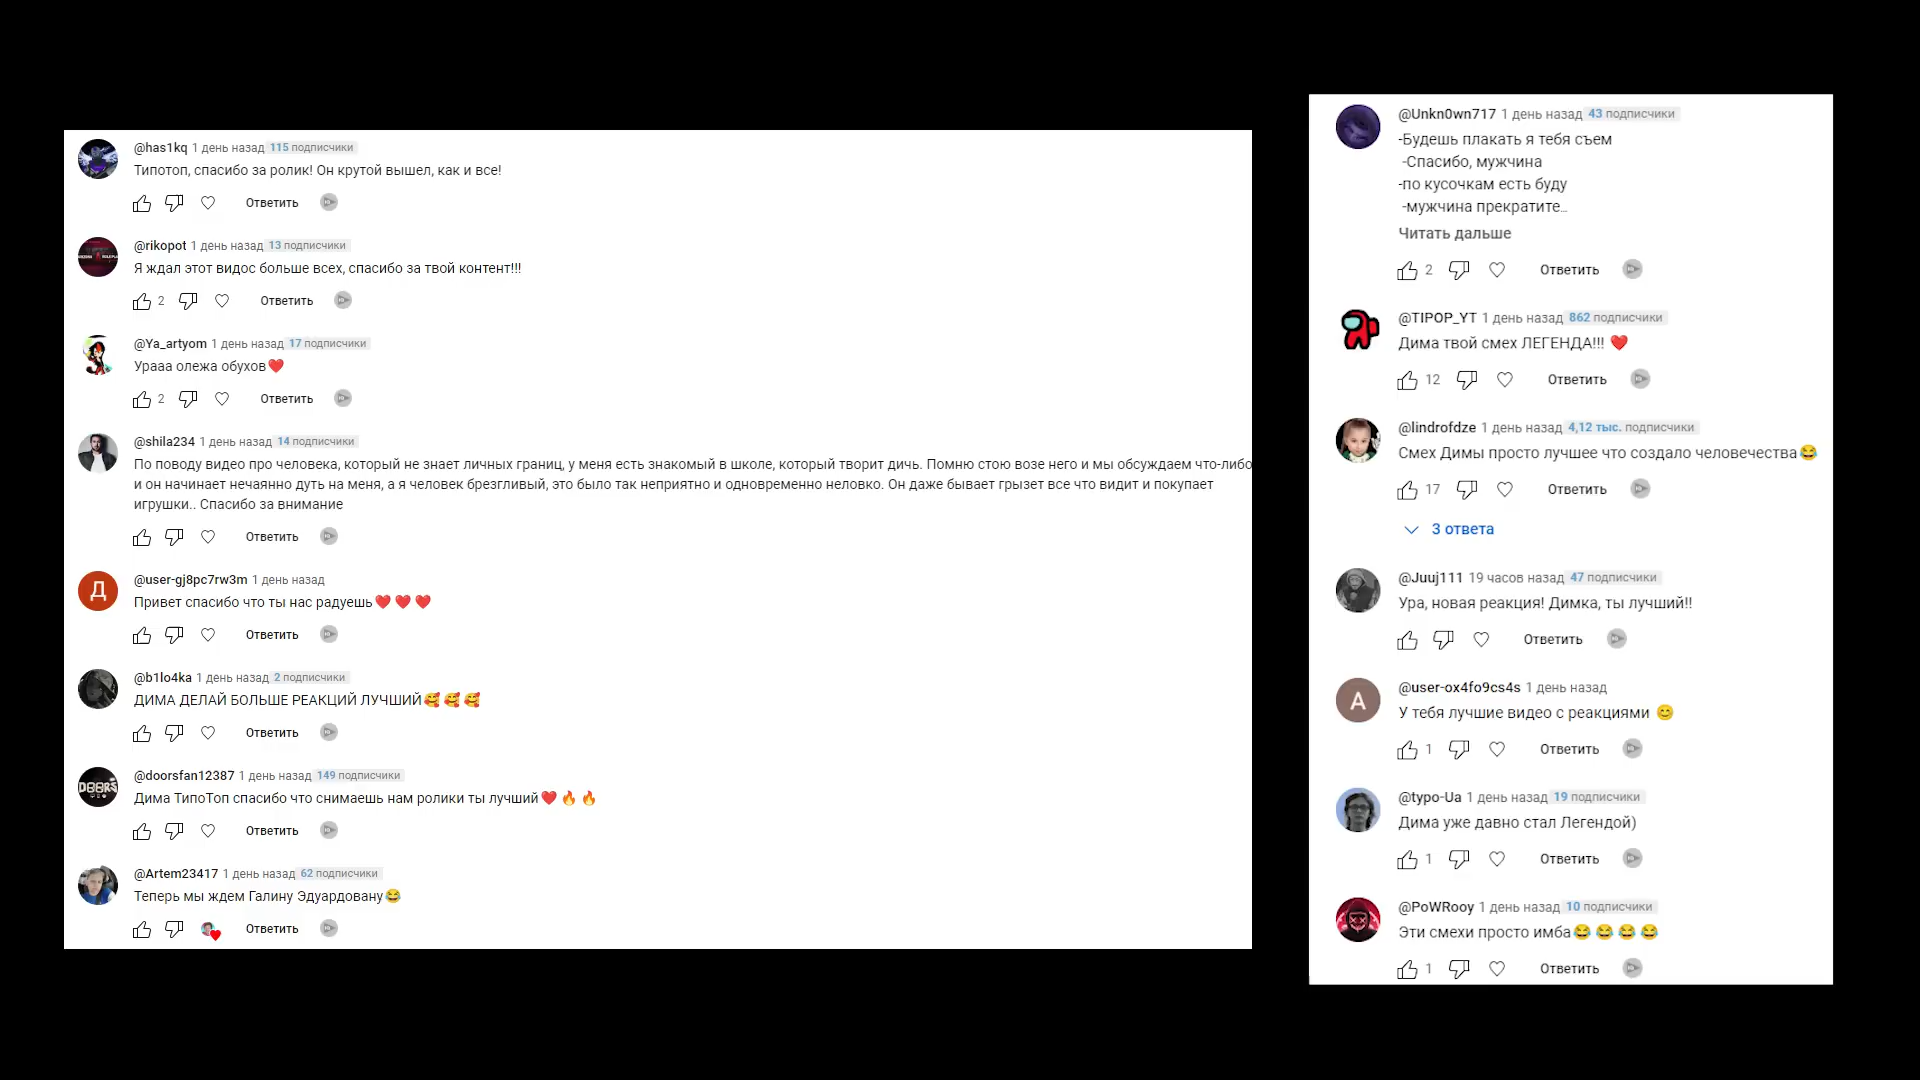 @has1kq 1 день назад 115 подписчики
Типотоп, спасибо за ролик! Он крутой вышел, как и все!
Ответить
@rikopot 1 день назад 13 подписчики
Я ждал этот видос больше всех, спасибо за твой контент!!!
2 Ответить
@Ya_artyom 1 день назад 17 подписчики
Урааа олежа обухов❤️
2 Ответить
@shila234 1 день назад 14 подписчики
По поводу видео про человека, который не знает личных границ, у меня есть знакомый в школе, который творит дичь. Помню стою возе него и мы обсуждаем что-либо
и он начинает нечаянно дуть на меня, а я человек брезгливый, это было так неприятно и одновременно неловко. Он даже бывает грызет все что видит и покупает
игрушки.. Спасибо за внимание
Ответить
Д
@user-gj8pc7rw3m 1 день назад
Привет спасибо что ты нас радуешь❤️❤️❤️
Ответить
@b1lo4ka 1 день назад 2 подписчики
ДИМА ДЕЛАЙ БОЛЬШЕ РЕАКЦИЙ ЛУЧШИЙ🥰🥰🥰
Ответить
DOORS
@doorsfan12387 1 день назад 149 подписчики
Дима ТипоТоп спасибо что снимаешь нам ролики ты лучший❤️🔥🔥
Ответить
@Artem23417 1 день назад 62 подписчики
Теперь мы ждем Галину Эдуардовану😂
Ответить
@Unkn0wn717 1 день назад 43 подписчики
-Будешь плакать я тебя съем
-Спасибо, мужчина
-по кусочкам есть буду
-мужчина прекратите...
Читать дальше
2 Ответить
@TIPOP_YT 1 день назад 862 подписчики
Дима твой смех ЛЕГЕНДА!!! ❤️
12 Ответить
@lindrofdze 1 день назад 4,12 тыс. подписчики
Смех Димы просто лучшее что создало человечества😂
17 Ответить
3 ответа
@Juuj111 19 часов назад 47 подписчики
Ура, новая реакция! Димка, ты лучший!!
Ответить
A
@user-ox4fo9cs4s 1 день назад
У тебя лучшие видео с реакциями 😊
1 Ответить
@typo-Ua 1 день назад 19 подписчики
Дима уже давно стал Легендой)
1 Ответить
@PoWRooy 1 день назад 10 подписчики
Эти смехи просто имба😂😂😂😂
1 Ответить